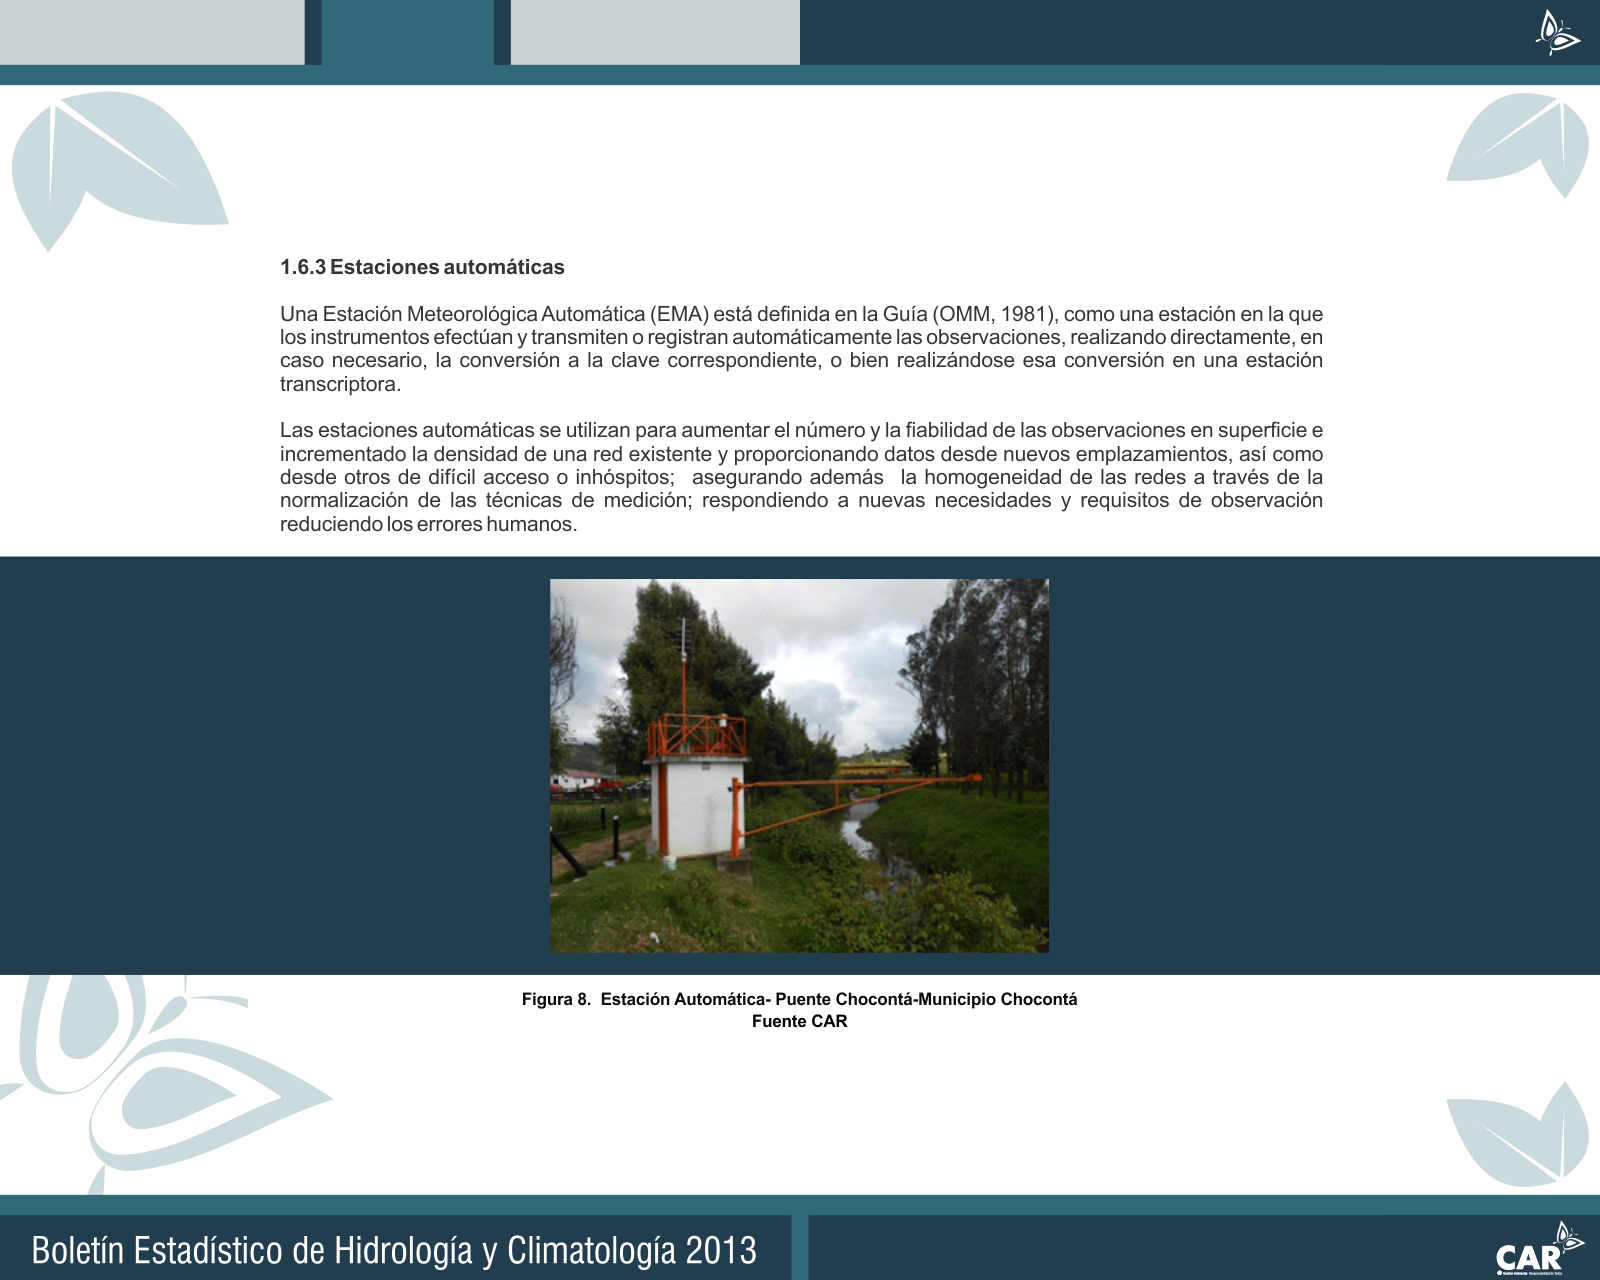 1.6.3 Estaciones automáticas
Una Estación Meteorológica Automática (EMA) está definida en la Guía (OMM, 1981), como una estación en la que
los instrumentos efectúan y transmiten o registran automáticamente las observaciones, realizando directamente, en
caso necesario, la conversión a la clave correspondiente, o bien realizándose esa conversión en una estación
transcriptora.
Las estaciones automáticas se utilizan para aumentar el número y la fiabilidad de las observaciones en superficie e
incrementado la densidad de una red existente y proporcionando datos desde nuevos emplazamientos, así como
desde otros de difícil acceso o inhóspitos; asegurando además la homogeneidad de las redes a través de la
normalización de las técnicas de medición; respondiendo a nuevas necesidades y requisitos de observación
reduciendo los errores humanos.
Figura 8. Estación Automática- Puente Chocontá-Municipio Chocontá
Fuente CAR
Boletín Estadístico de Hidrología y Climatología 2013
CAR